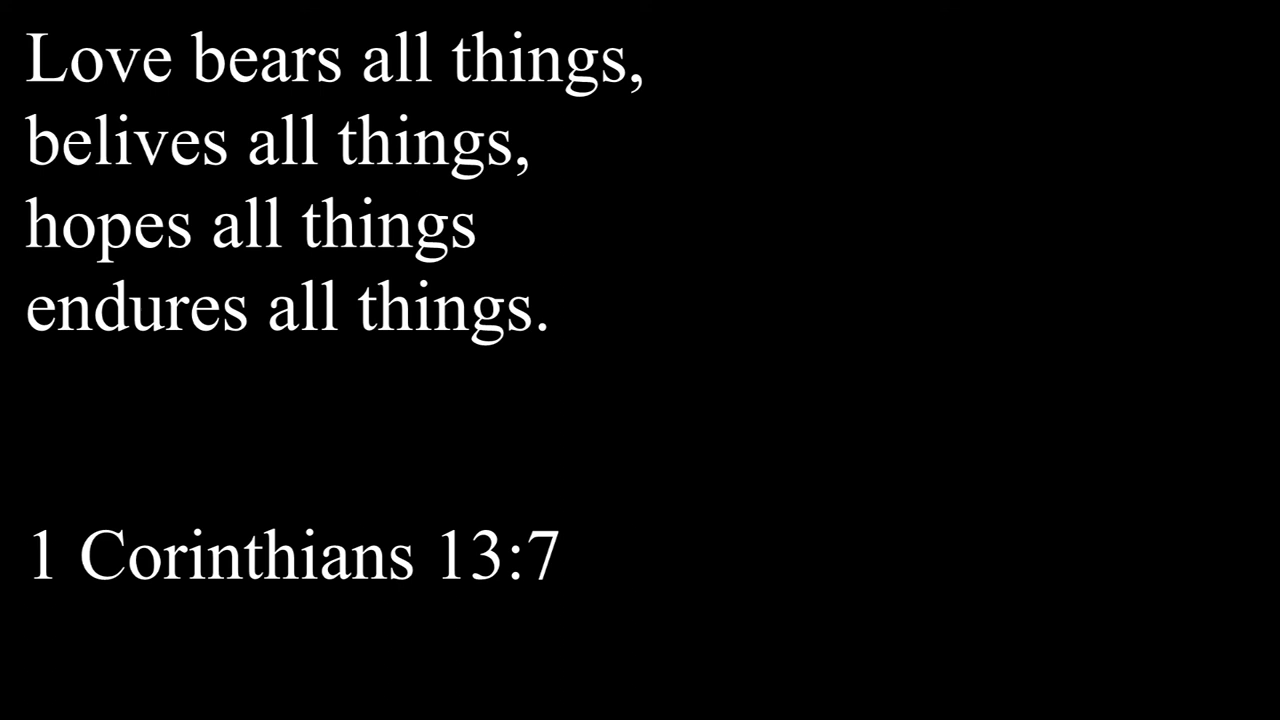 Love bears all things,
belives all things,
hopes all things
endures all things.
1 Corinthians 13:7